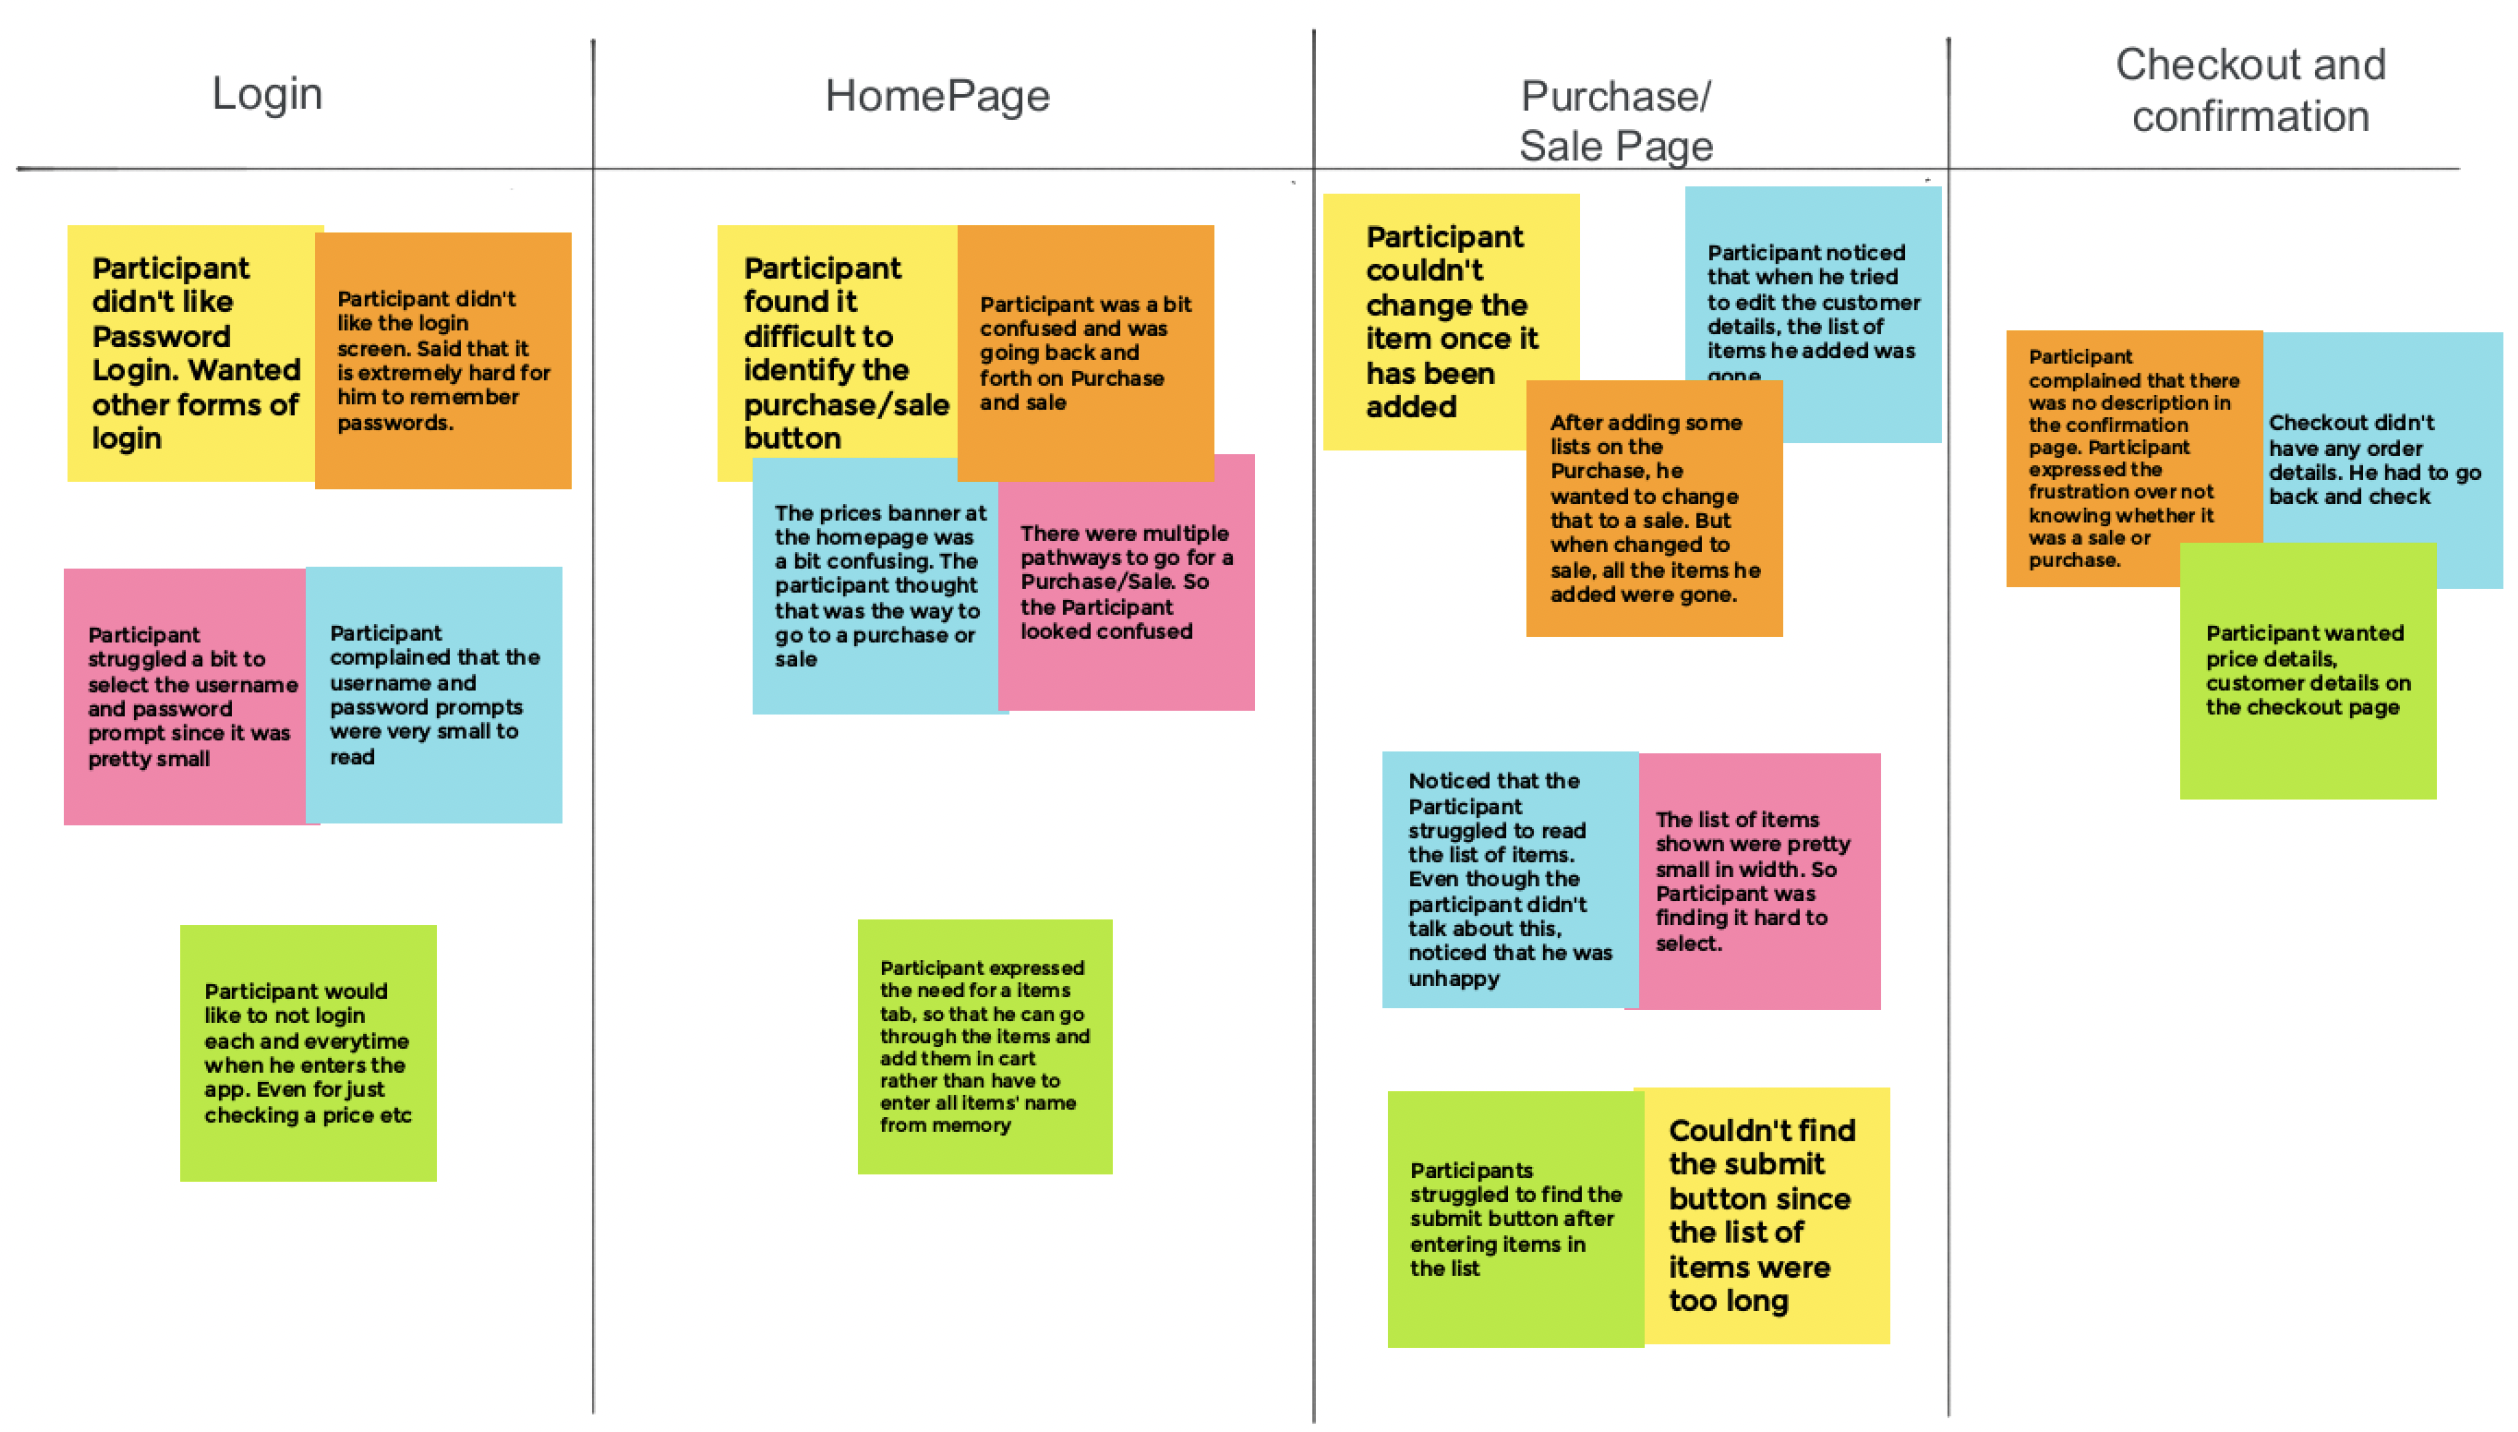 Login
HomePage
Purchase/
Sale Page
Checkout and
confirmation
Participant
didn't like
Password
Login. Wanted
other forms of
login
Participant didn't
like the login
screen. Said that it
is extremely hard for
him to remember
passwords.
Participant
struggled a bit to
select the username
and password
prompt since it was
pretty small
Participant
complained that the
username and
password prompts
were very small to
read
Participant would
like to not login
each and everytime
when he enters the
app. Even for just
checking a price etc
Participant
found it
difficult to
identify the
purchase/sale
button
Participant was a bit
confused and was
going back and
forth on Purchase
and sale
The prices banner at
the homepage was
a bit confusing. The
participant thought
that was the way to
go to a purchase or
sale
There were multiple
pathways to go for a
Purchase/Sale. So
the Participant
looked confused
Participant expressed
the need for a items
tab, so that he can go
through the items and
add them in cart
rather than have to
enter all items' name
from memory
Participant
couldn't
change the
item once it
has been
added
Participant noticed
that when he tried
to edit the customer
details, the list of
items he added was
gone
After adding some
lists on the
Purchase, he
wanted to change
that to a sale. But
when changed to
sale, all the items he
added were gone.
Noticed that the
Participant
struggled to read
the list of items.
Even though the
participant didn't
talk about this,
noticed that he was
unhappy
The list of items
shown were pretty
small in width. So
Participant was
finding it hard to
select.
Participants
struggled to find the
submit button after
entering items in
the list
Couldn't find
the submit
button since
the list of
items were
too long
Participant
complained that there
was no description in
the confirmation
page. Participant
expressed the
frustration over not
knowing whether it
was a sale or
purchase.
Checkout didn't
have any order
details. He had to go
back and check
Participant wanted
price details,
customer details on
the checkout page